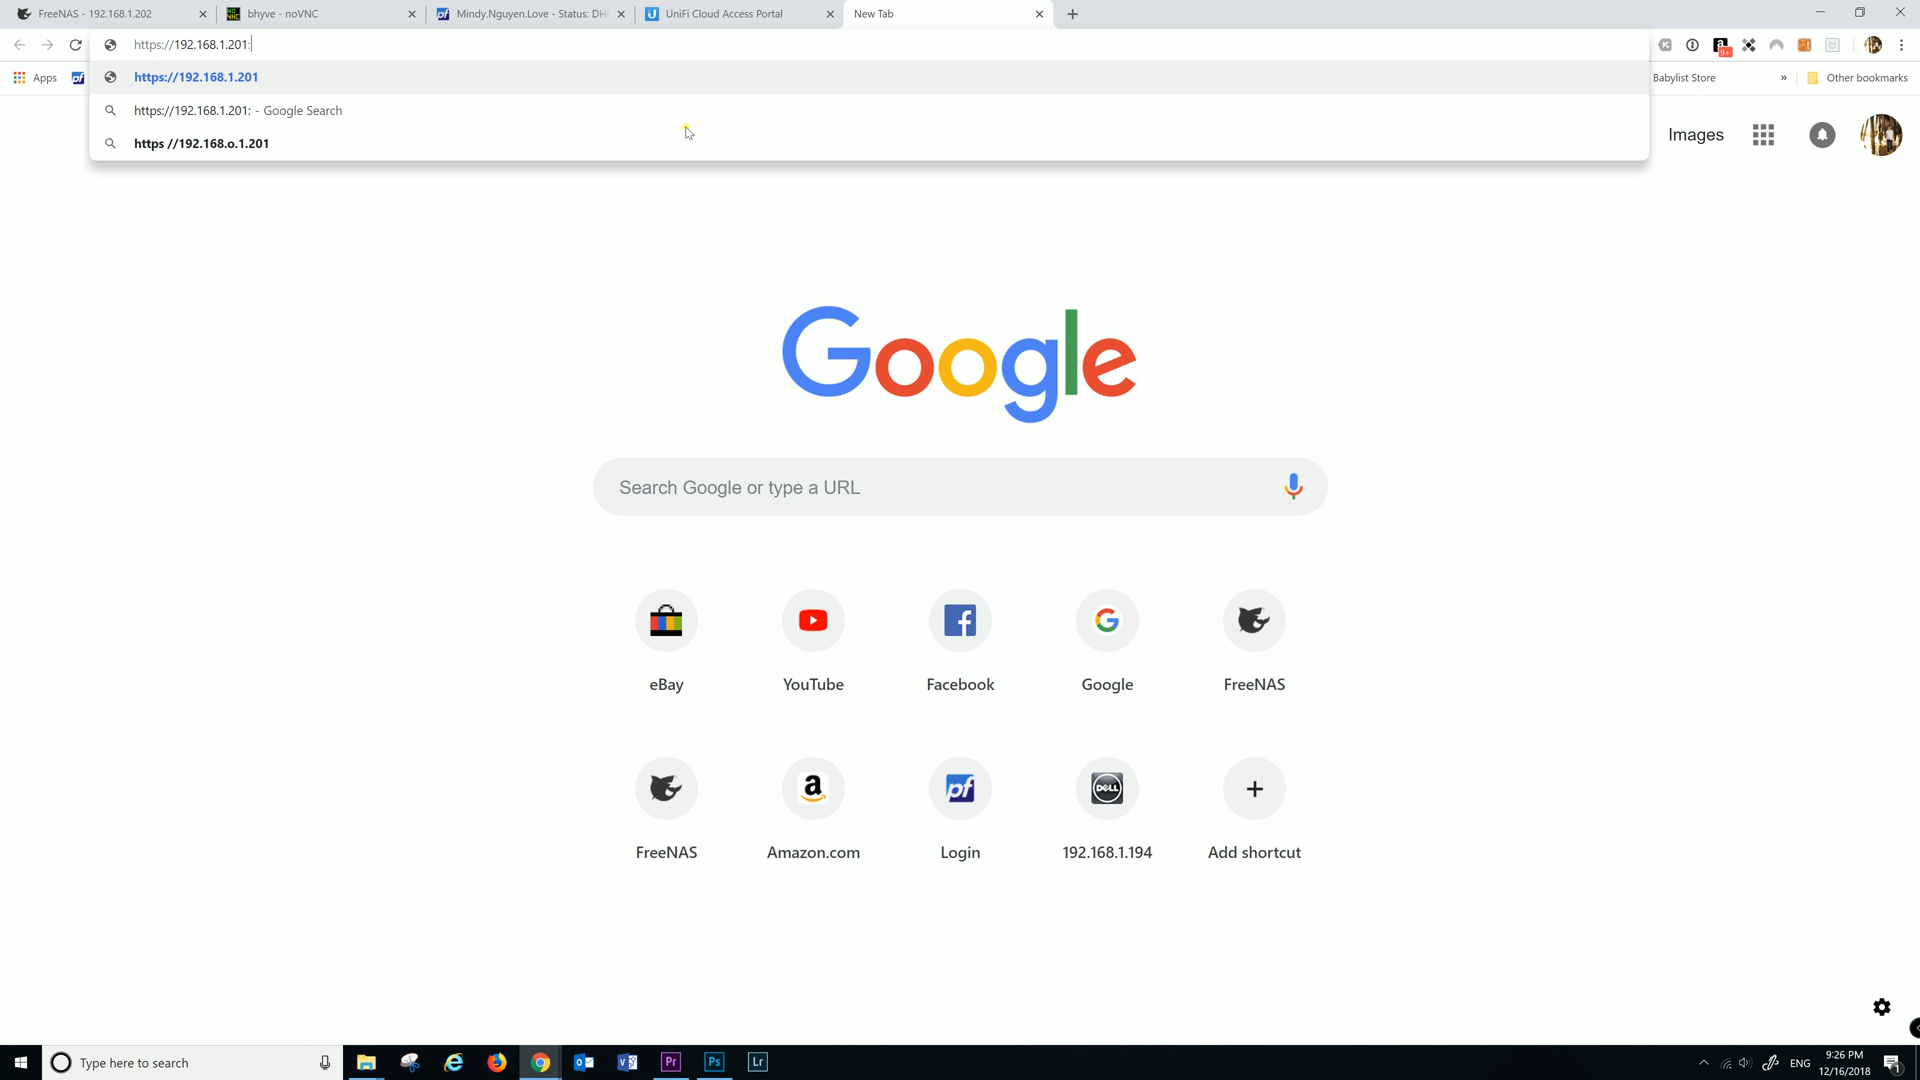 FreeNAS - 192.168.1.202
bhyve - noVNC
Mindy.Nguyen.Love - Status: DH
UniFi Cloud Access Portal
New Tab
https://192.168.1.201:
Apps
https://192.168.1.201
https://192.168.1.201: - Google Search
https //192.168.o.1.201
Babylist Store
»
Other bookmarks
Images
Google
Search Google or type a URL
eBay
YouTube
Facebook
Google
FreeNAS
FreeNAS
Amazon.com
Login
192.168.1.194
Add shortcut
Type here to search
Pr
Ps
Lr
ENG
9:26 PM
12/16/2018
1